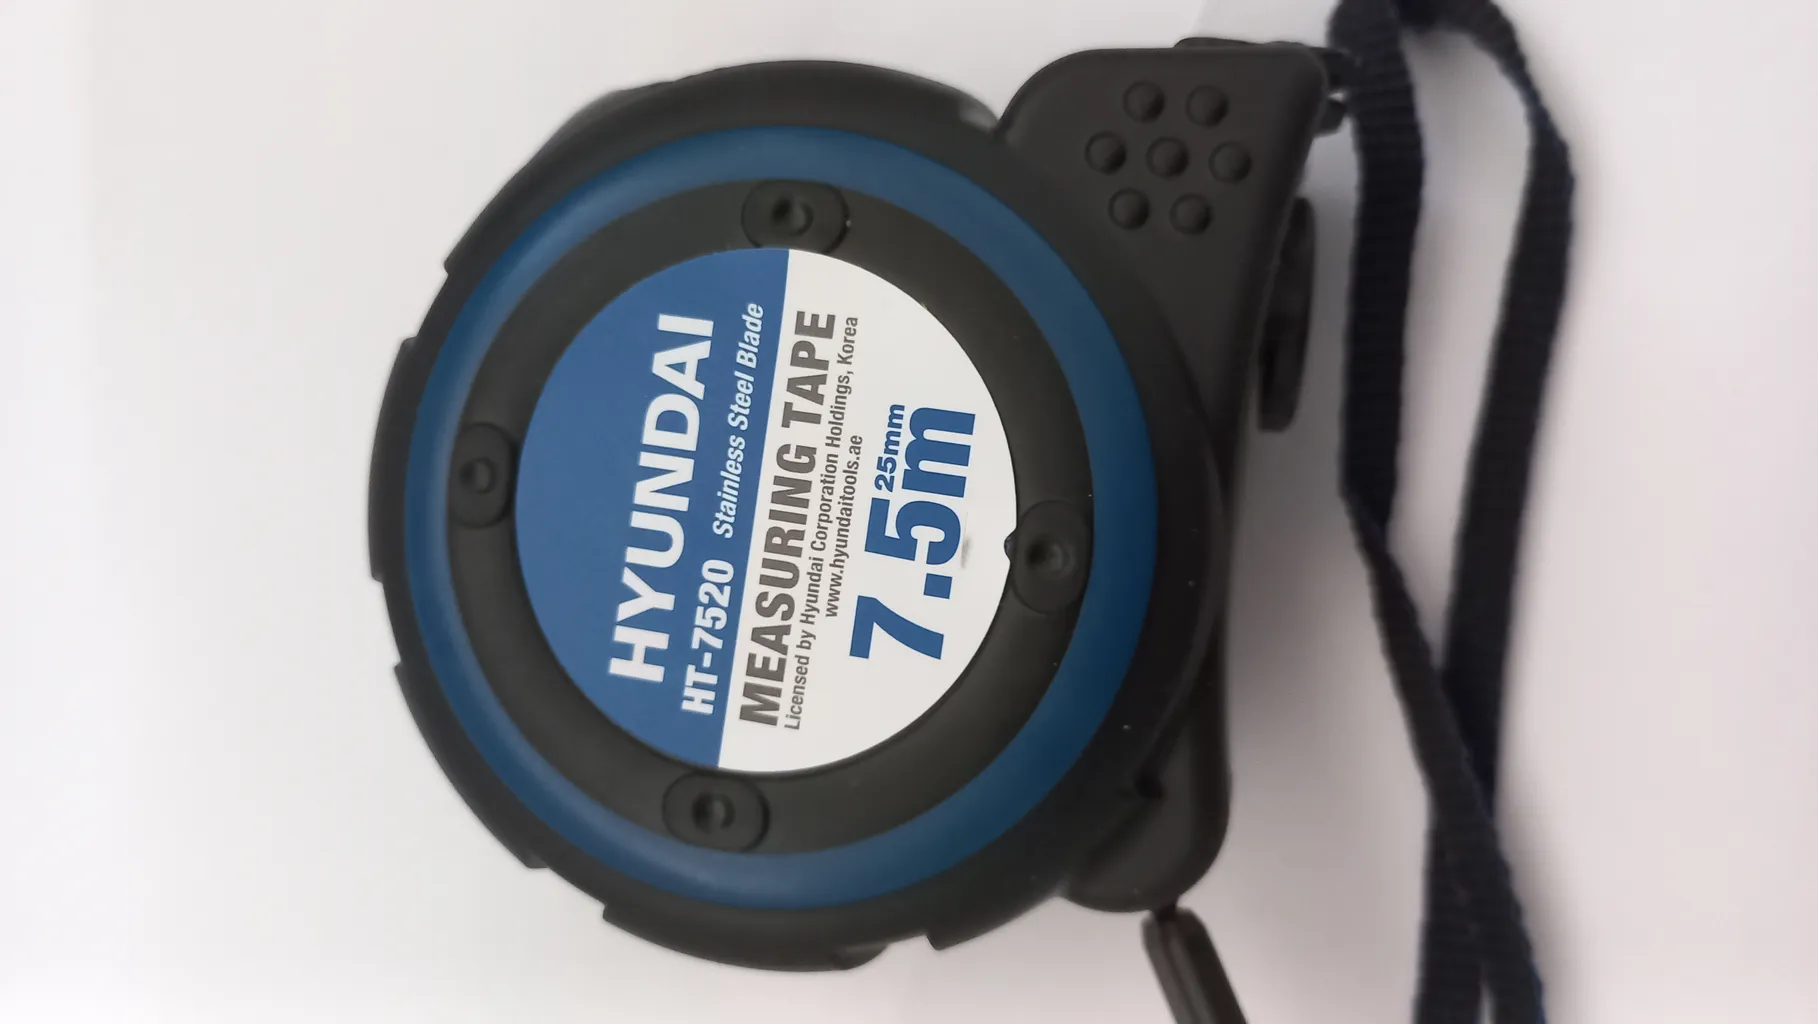 HYUNDAI
HT-7520 Stainless Steel Blade
MEASURING TAPE
Licensed by Hyundai Corporation Holdings, Korea
www.hyundaitools.ae
7.5m 25mm